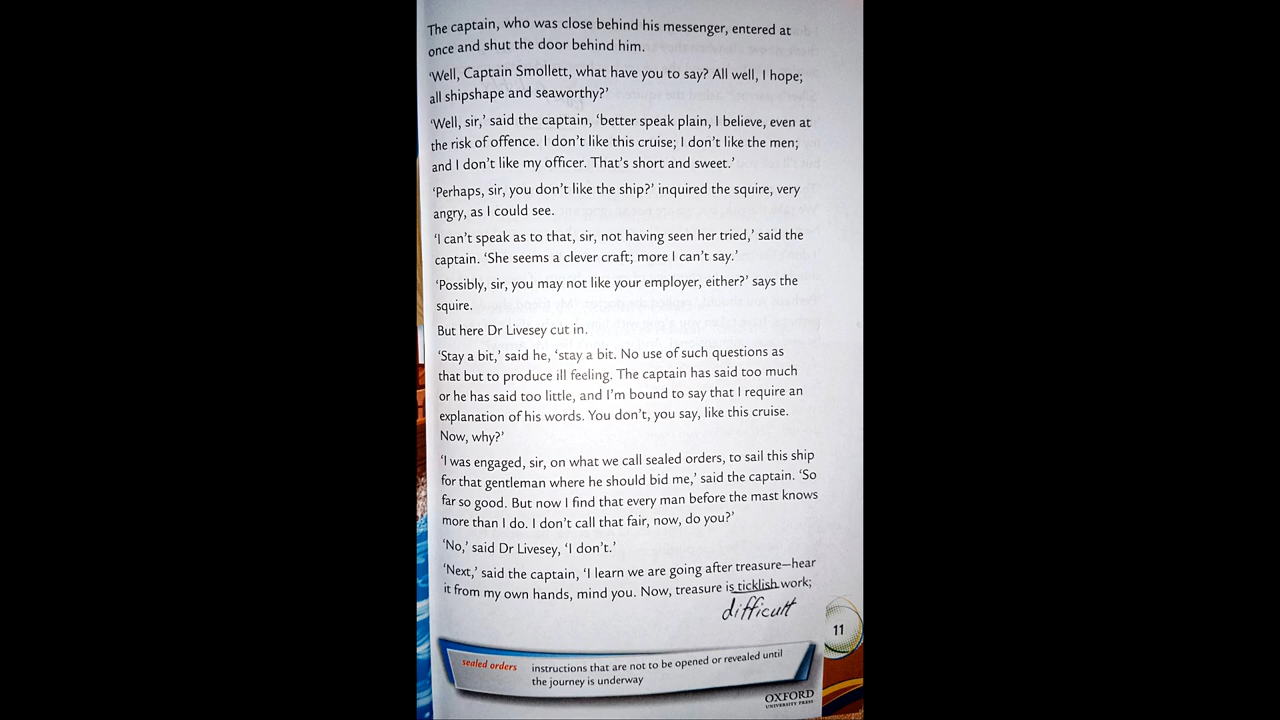 The captain, who was close behind his messenger, entered at
once and shut the door behind him.
‘Well, Captain Smollett, what have you to say? All well, I hope;
all shipshape and seaworthy?’
‘Well, sir,’ said the captain, ‘better speak plain, I believe, even at
the risk of offence. I don’t like this cruise; I don’t like the men;
and I don’t like my officer. That’s short and sweet.’
‘Perhaps, sir, you don’t like the ship?’ inquired the squire, very
angry, as I could see.
‘I can’t speak as to that, sir, not having seen her tried,’ said the
captain. ‘She seems a clever craft; more I can’t say.’
‘Possibly, sir, you may not like your employer, either?’ says the
squire.
But here Dr Livesey cut in.
‘Stay a bit,’ said he, ‘stay a bit. No use of such questions as
that but to produce ill feeling. The captain has said too much
or he has said too little, and I’m bound to say that I require an
explanation of his words. You don’t, you say, like this cruise.
Now, why?’
‘I was engaged, sir, on what we call sealed orders, to sail this ship
for that gentleman where he should bid me,’ said the captain. ‘So
far so good. But now I find that every man before the mast knows
more than I do. I don’t call that fair, now, do you?’
‘No,’ said Dr Livesey, ‘I don’t.’
‘Next,’ said the captain, ‘I learn we are going after treasure—hear
it from my own hands, mind you. Now, treasure is ticklish work;
difficult
11
sealed orders instructions that are not to be opened or revealed until
the journey is underway
OXFORD
UNIVERSITY PRESS